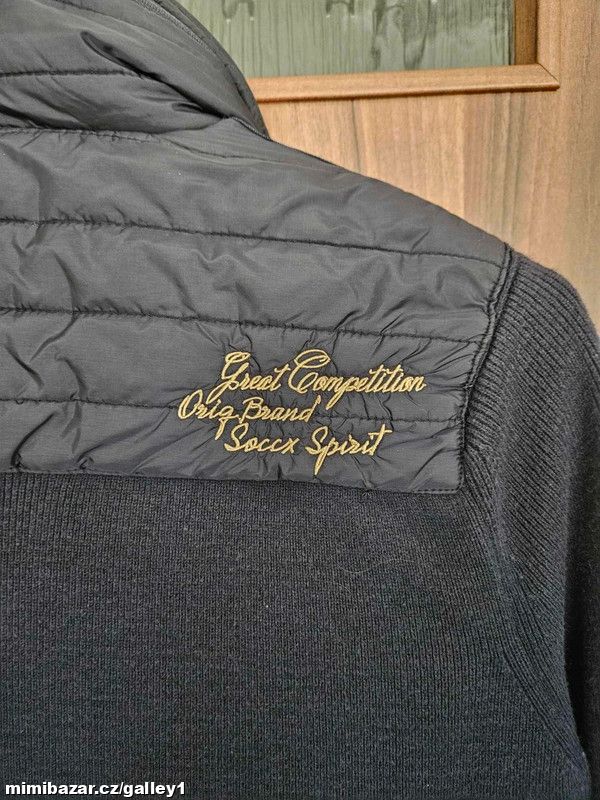 Great Competition
Orig. Brand
Soccx Spirit
mimibazar.cz/galley1